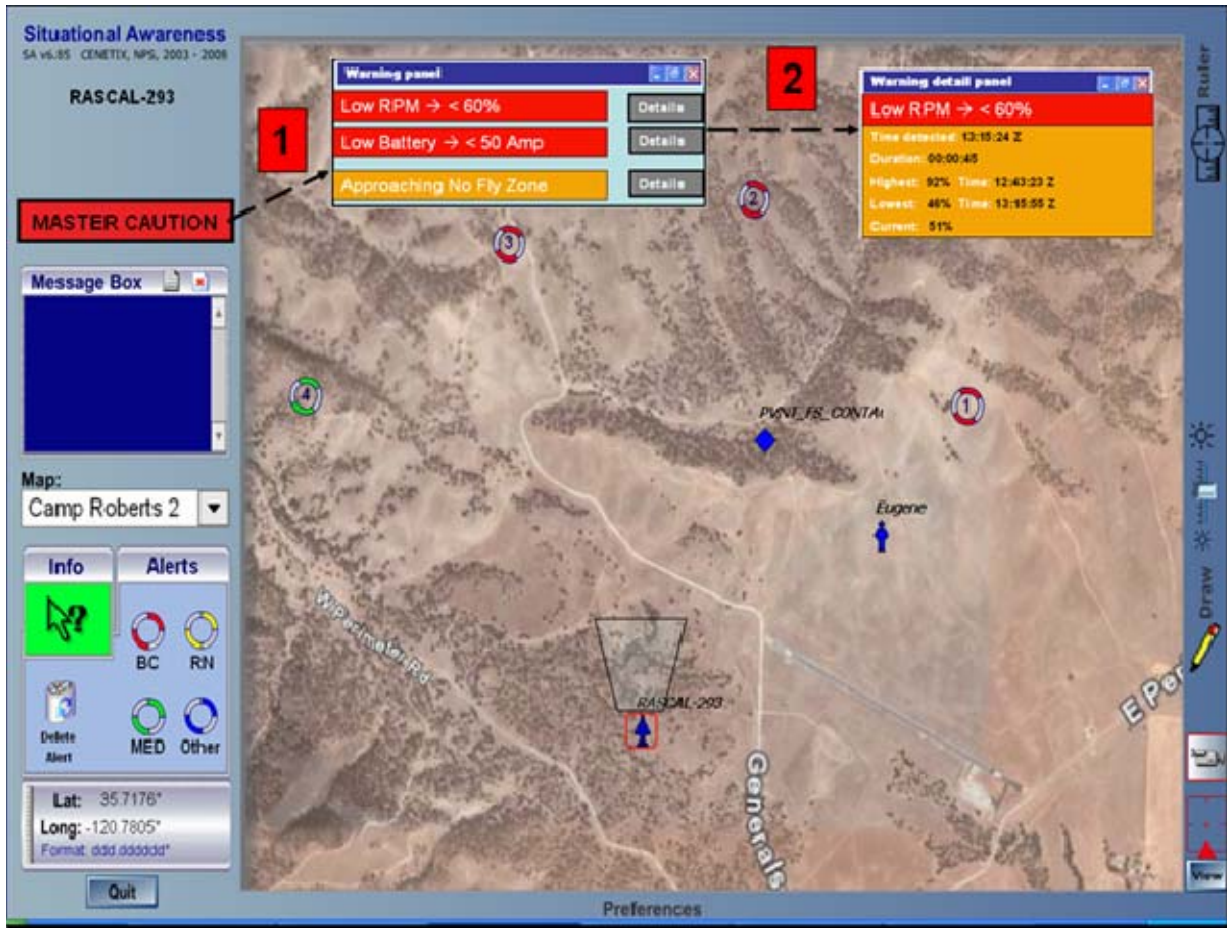 Situational Awareness
SA v6.85 CENETIX, NPS, 2003 - 2008
RASCAL-293
MASTER CAUTION
1
Warning panel
Low RPM → < 60%
Details
Low Battery → < 50 Amp
Details
Approaching No Fly Zone
Details
2
Warning detail panel
Low RPM → < 60%
Time detected: 13:15:24 Z
Duration: 00:00:45
Highest: 92% Time: 12:43:23 Z
Lowest: 46% Time: 13:15:55 Z
Current: 51%
Message Box
Map:
Camp Roberts 2
Info
Alerts
BC
RN
Delete
Alert
MED
Other
Lat: 35.7176°
Long: -120.7805°
Format: ddd.dddddd°
Quit
2
3
4
1
PVNT_FS_CONTA
Eugene
W Perimeter Rd
RASCAL-293
Generals
E Per
Preferences
Ruler
Draw
View